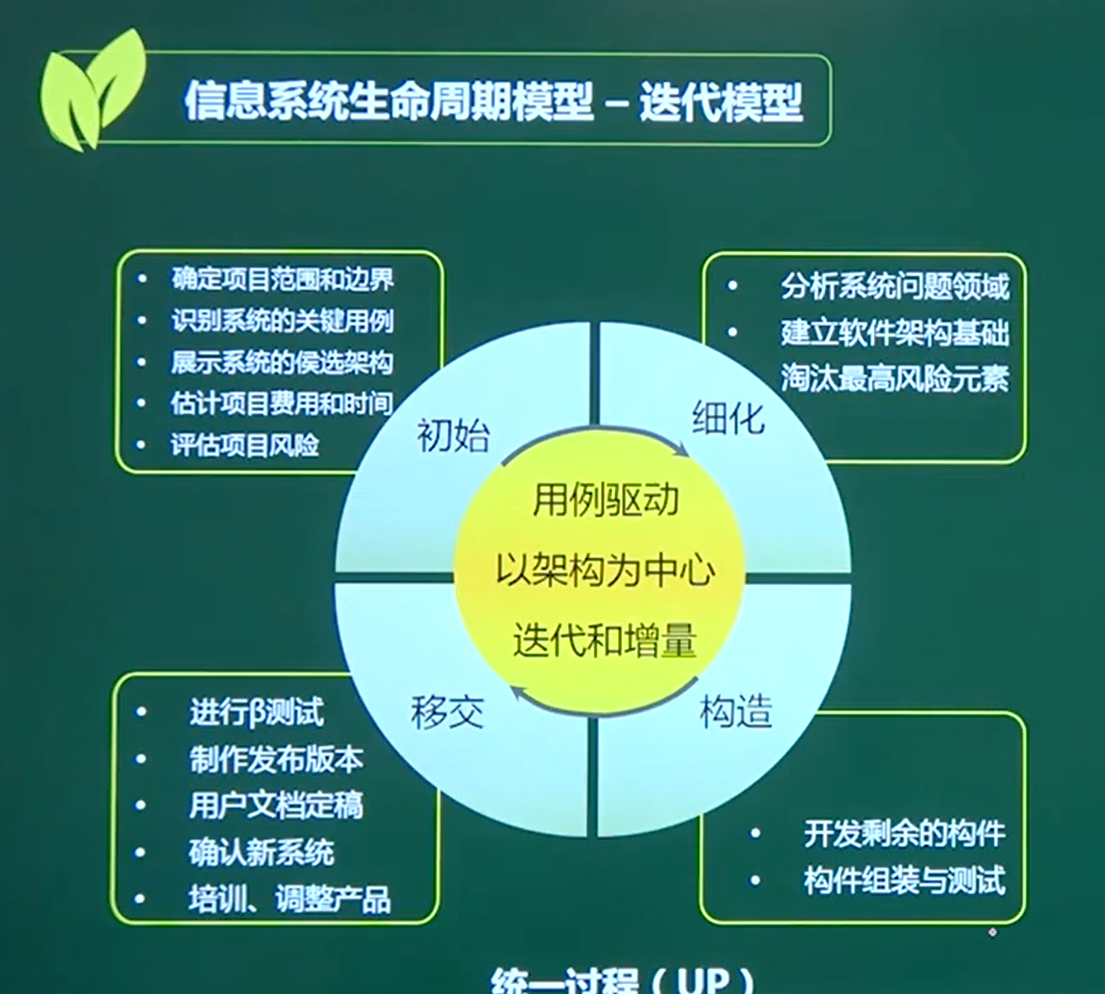 信息系统生命周期模型 – 迭代模型
• 确定项目范围和边界
• 识别系统的关键用例
• 展示系统的侯选架构
• 估计项目费用和时间
• 评估项目风险
• 分析系统问题领域
• 建立软件架构基础
淘汰最高风险元素
初始
细化
用例驱动
以架构为中心
迭代和增量
移交
构造
• 进行β测试
• 制作发布版本
• 用户文档定稿
• 确认新系统
• 培训、调整产品
• 开发剩余的构件
• 构件组装与测试
统一过程（UP）